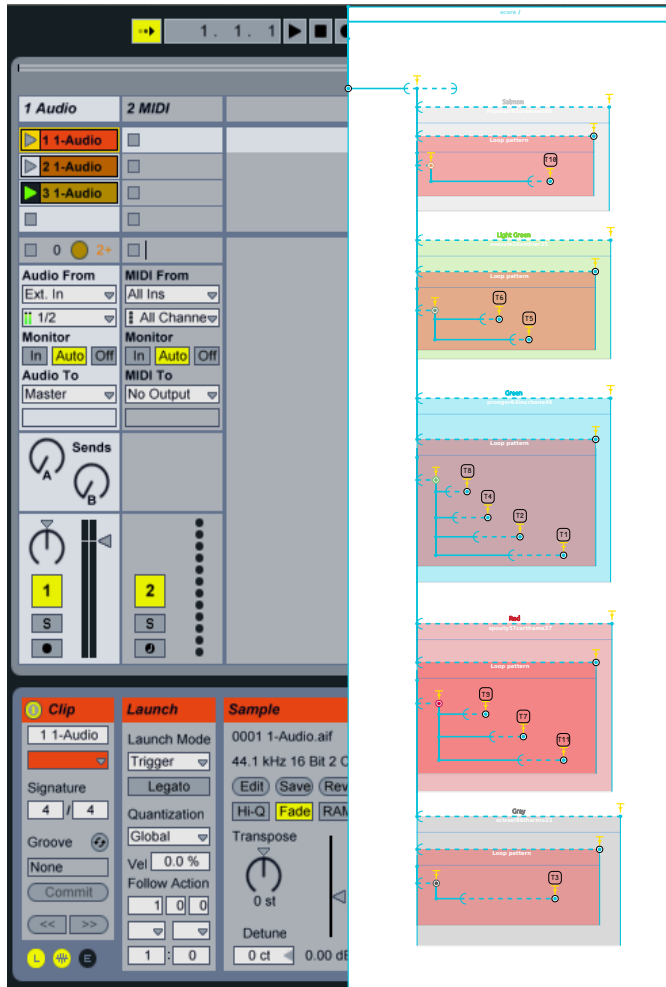 1. 1. 1
score 2
1 Audio
2 MIDI
1 1-Audio
2 1-Audio
3 1-Audio
0
2+
Audio From
MIDI From
Ext. In
All Ins
1/2
All Channe
Monitor
Monitor
In Auto Off
In Auto Off
Audio To
MIDI To
Master
No Output
Sends
A
B
1
2
S
S
Clip
Launch
Sample
1 1-Audio
Launch Mode
0001 1-Audio.aif
Trigger
44.1 kHz 16 Bit 2 C
Signature
Legato
Edit Save Rev
4 / 4
Quantization
Hi-Q Fade RAM
Groove
Global
Transpose
None
Vel 0.0 %
Commit
Follow Action
0 st
<< >>
1 0 0
Detune
L
E
1 : 0
0 ct
0.00 dB
Salmon
Loop pattern
T10
Light Green
Loop pattern
T6
T5
Green
Loop pattern
T8
T4
T2
T1
Red
Loop pattern
T9
T7
T11
Gray
Loop pattern
T3